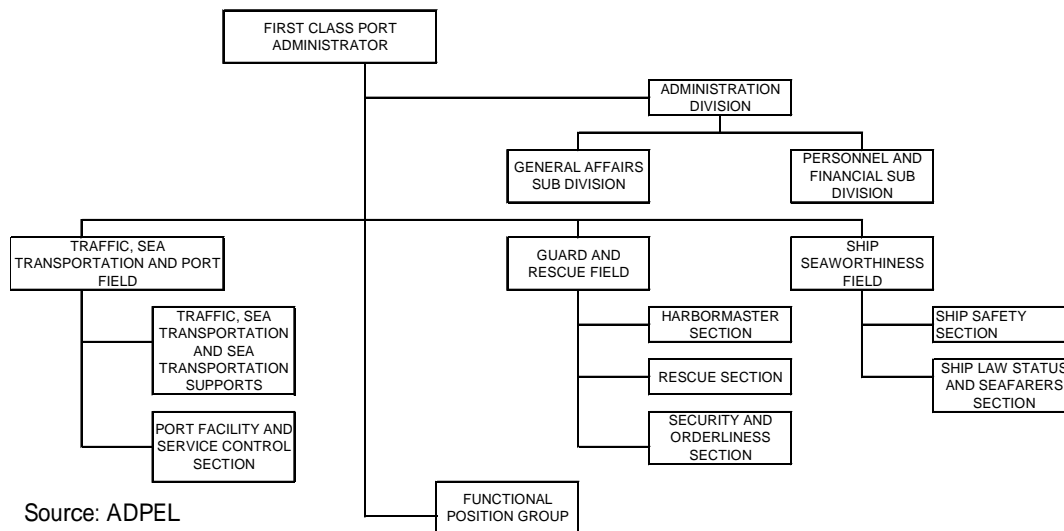 FIRST CLASS PORT
ADMINISTRATOR
ADMINISTRATION
DIVISION
GENERAL AFFAIRS
SUB DIVISION
PERSONNEL AND
FINANCIAL SUB
DIVISION
TRAFFIC, SEA
TRANSPORTATION AND PORT
FIELD
GUARD AND
RESCUE FIELD
SHIP
SEAWORTHINESS
FIELD
TRAFFIC, SEA
TRANSPORTATION
AND SEA
TRANSPORTATION
SUPPORTS
HARBORMASTER
SECTION
SHIP SAFETY
SECTION
RESCUE SECTION
SHIP LAW STATUS
AND SEAFARERS
SECTION
PORT FACILITY AND
SERVICE CONTROL
SECTION
SECURITY AND
ORDERLINESS
SECTION
FUNCTIONAL
POSITION GROUP
Source: ADPEL